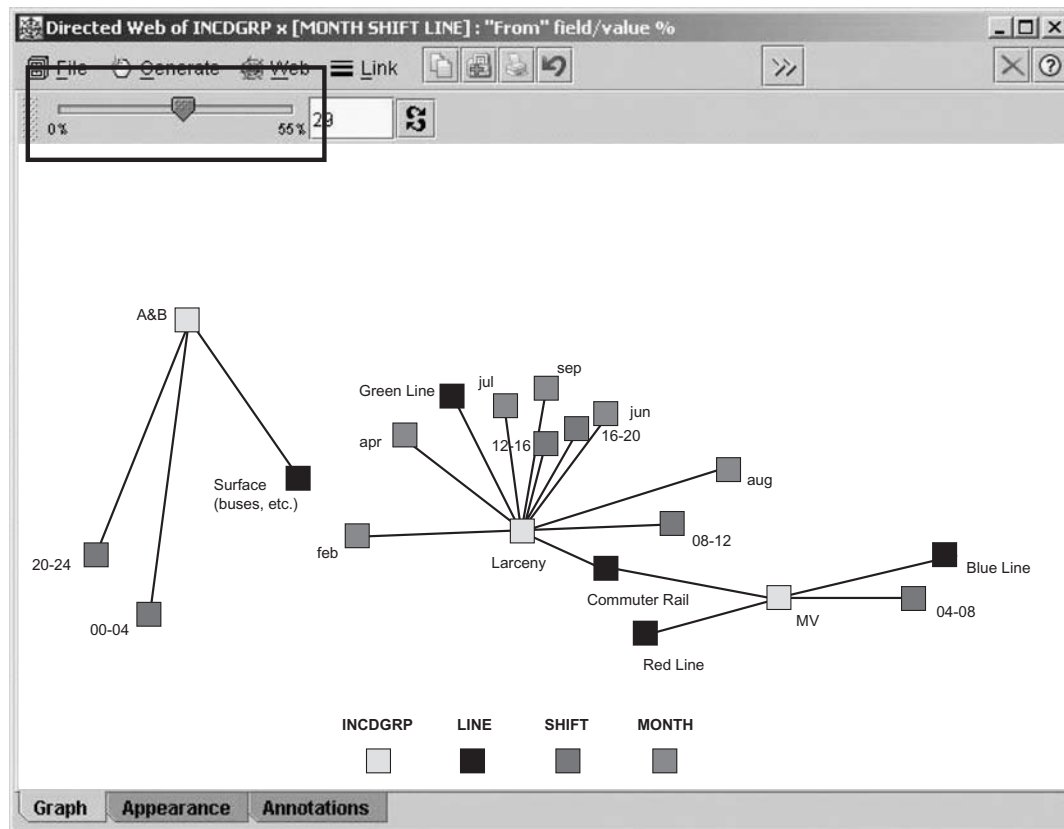 Directed Web of INCDGRP x [MONTH SHIFT LINE] : "From" field/value %
File Generate Web Link
0% 55% 29
A&B
sep
jul
Green Line
jun
apr
12-16
16-20
aug
Surface
(buses, etc.)
08-12
feb
20-24
Larceny
Blue Line
Commuter Rail
04-08
00-04
MV
Red Line
INCDGRP LINE SHIFT MONTH
Graph Appearance Annotations